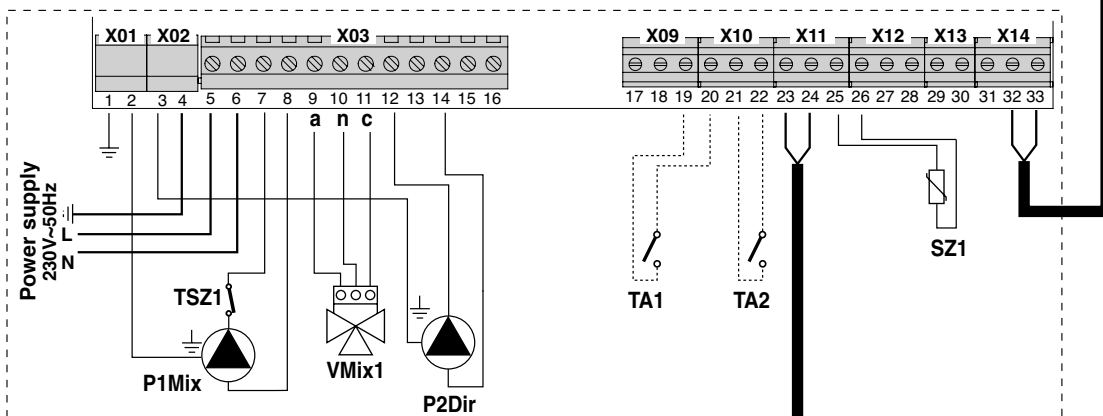 X01 X02 X03 X09 X10 X11 X12 X13 X14
1 2 3 4 5 6 7 8 9 10 11 12 13 14 15 16 17 18 19 20 21 22 23 24 25 26 27 28 29 30 31 32 33
a n c
Power supply
230V~50Hz
L
N
TSZ1
P1Mix
VMix1
P2Dir
TA1
TA2
SZ1